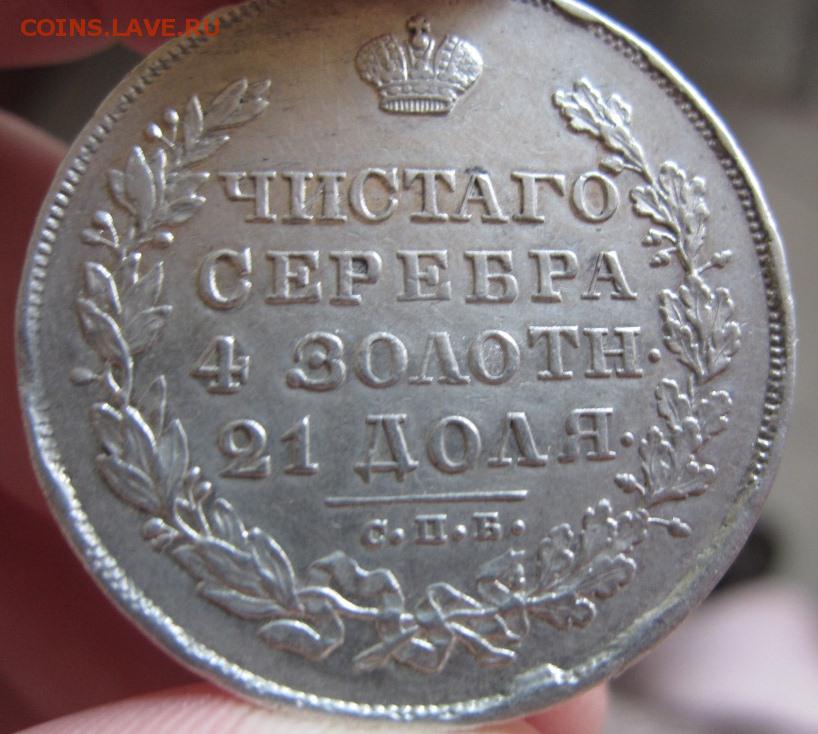 COINS.LAVE.RU
ЧИСТАГО
СЕРЕБРА
4 ЗОЛОТН.
21 ДОЛЯ.
С.П.Б.